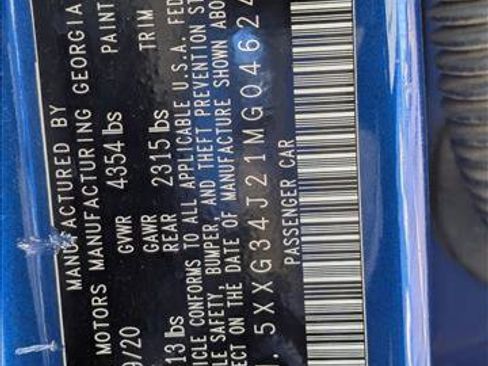 MANUFACTURED BY
MOTORS MANUFACTURING GEORGIA
9/20 GVWR 4354 lbs PAINT
GAWR
13 lbs REAR 2315 lbs TRIM
ICLE CONFORMS TO ALL APPLICABLE U.S.A. FED
LE SAFETY, BUMPER, AND THEFT PREVENTION ST
ECT ON THE DATE OF MANUFACTURE SHOWN ABOV
5XXG34J21MG04624
PASSENGER CAR